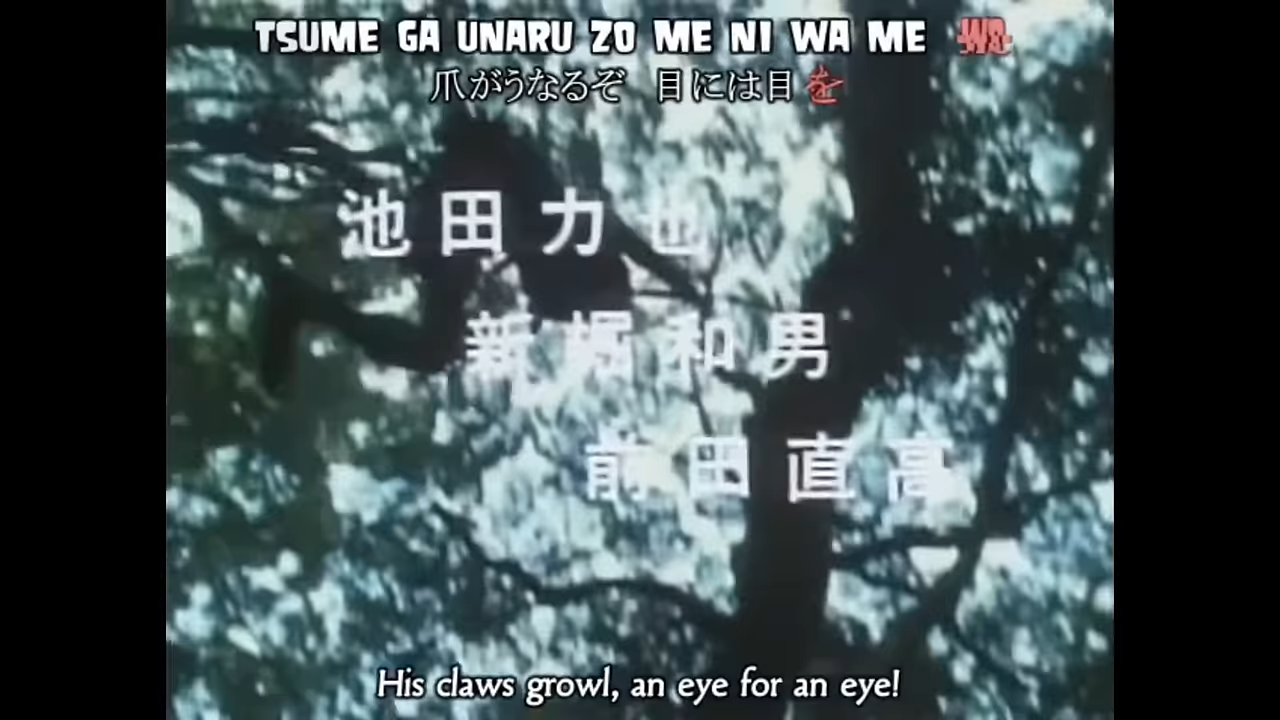 TSUME GA UNARU ZO ME NI WA ME WO
爪がうなるぞ 目には目を
池田力也
新堀和男
前田直高
His claws growl, an eye for an eye!